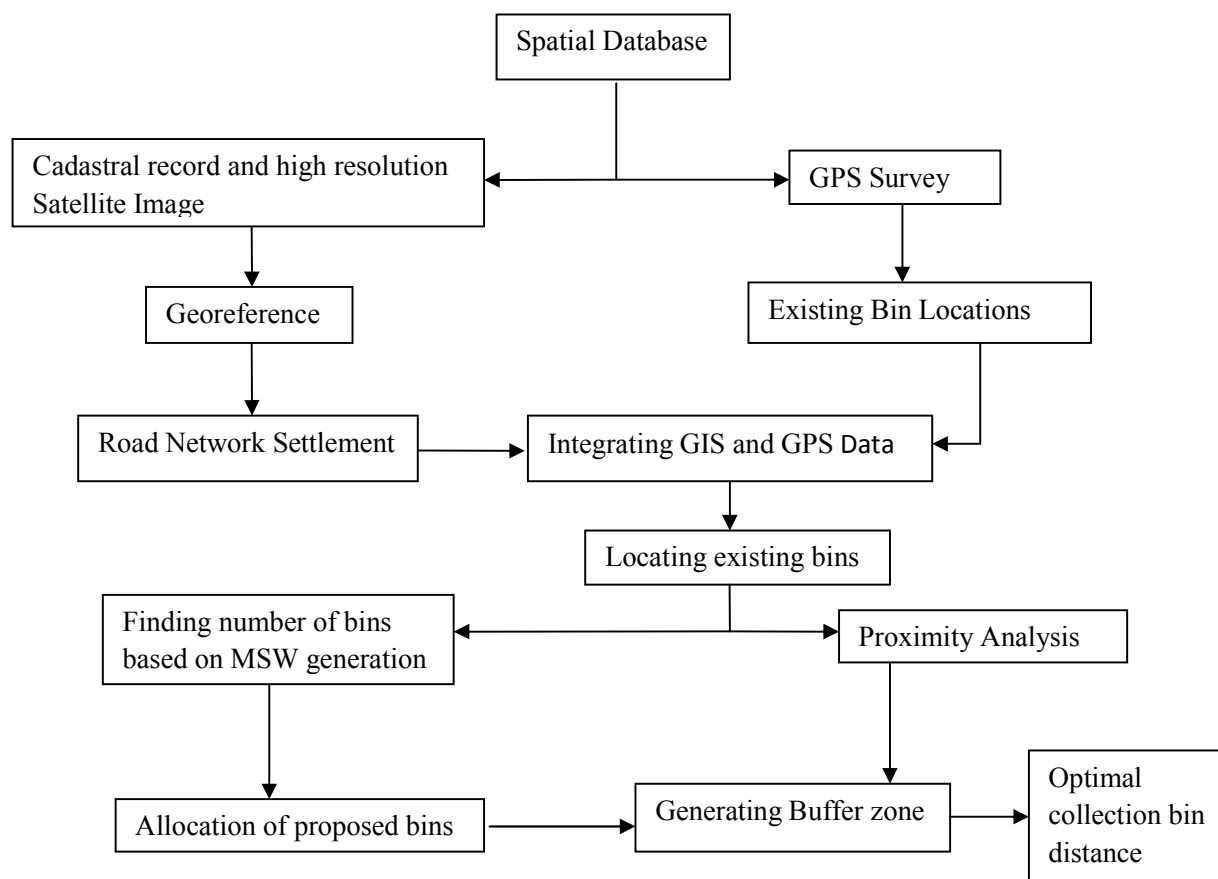 Spatial Database
Cadastral record and high resolution
Satellite Image
GPS Survey
Georeference
Existing Bin Locations
Road Network Settlement
Integrating GIS and GPS Data
Locating existing bins
Finding number of bins
based on MSW generation
Proximity Analysis
Allocation of proposed bins
Generating Buffer zone
Optimal
collection bin
distance